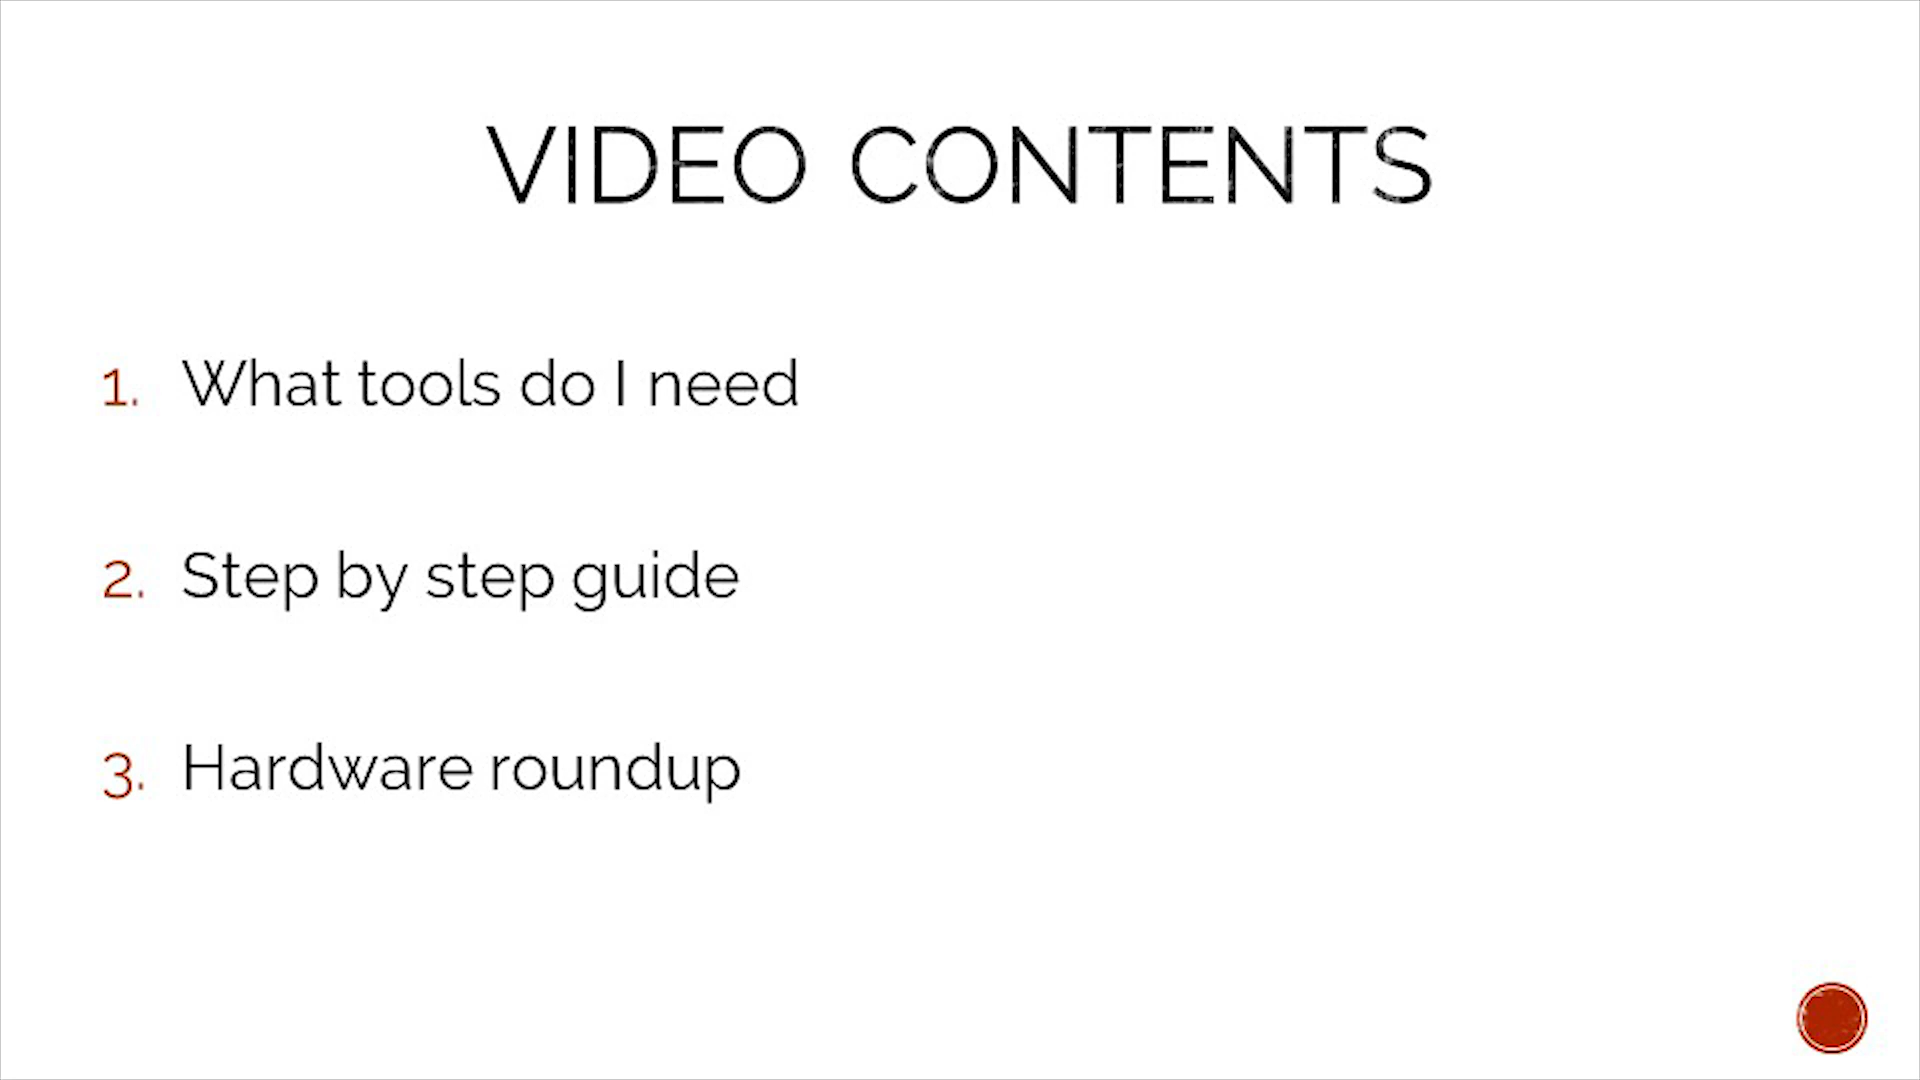 VIDEO CONTENTS
1. What tools do I need
2. Step by step guide
3. Hardware roundup